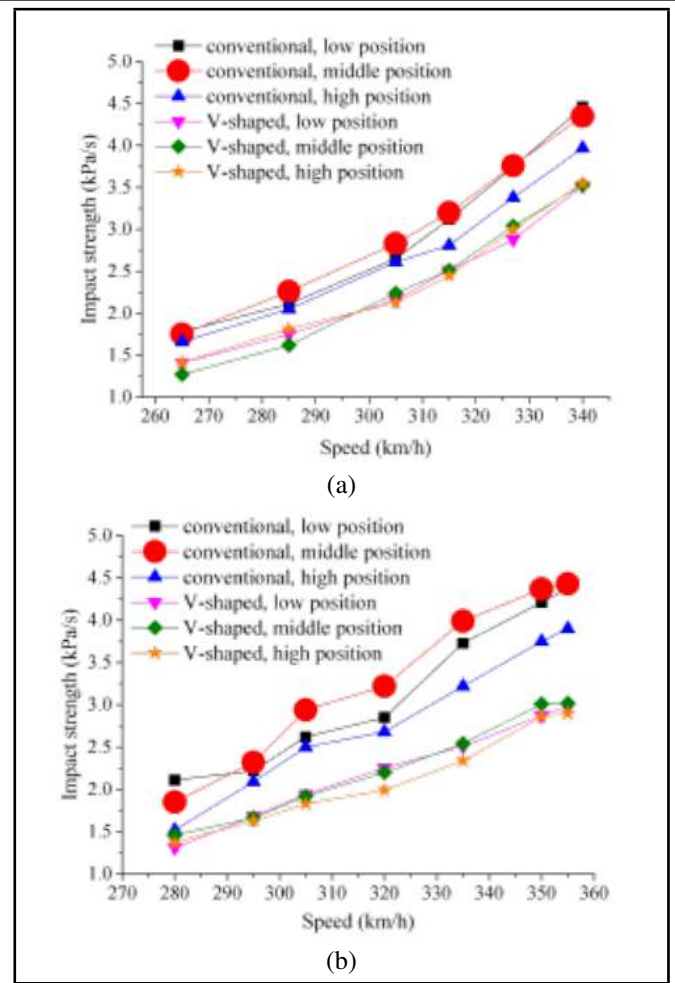 conventional, low position
conventional, middle position
conventional, high position
V-shaped, low position
V-shaped, middle position
V-shaped, high position
Impact strength (kPa/s)
5.0
4.5
4.0
3.5
3.0
2.5
2.0
1.5
1.0
260 270 280 290 300 310 320 330 340
Speed (km/h)
(a)
conventional, low position
conventional, middle position
conventional, high position
V-shaped, low position
V-shaped, middle position
V-shaped, high position
Impact strength (kPa/s)
5.0
4.5
4.0
3.5
3.0
2.5
2.0
1.5
1.0
270 280 290 300 310 320 330 340 350 360
Speed (km/h)
(b)